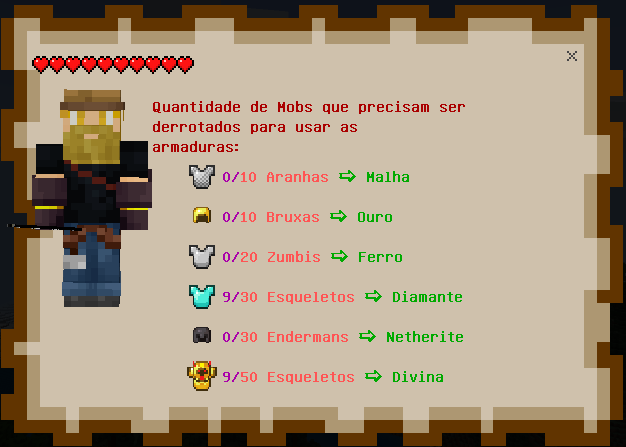 Quantidade de Mobs que precisam ser
derrotados para usar as
armaduras:
0/10 Aranhas ⇨ Malha
0/10 Bruxas ⇨ Ouro
0/20 Zumbis ⇨ Ferro
9/30 Esqueletos ⇨ Diamante
0/30 Endermans ⇨ Netherite
9/50 Esqueletos ⇨ Divina